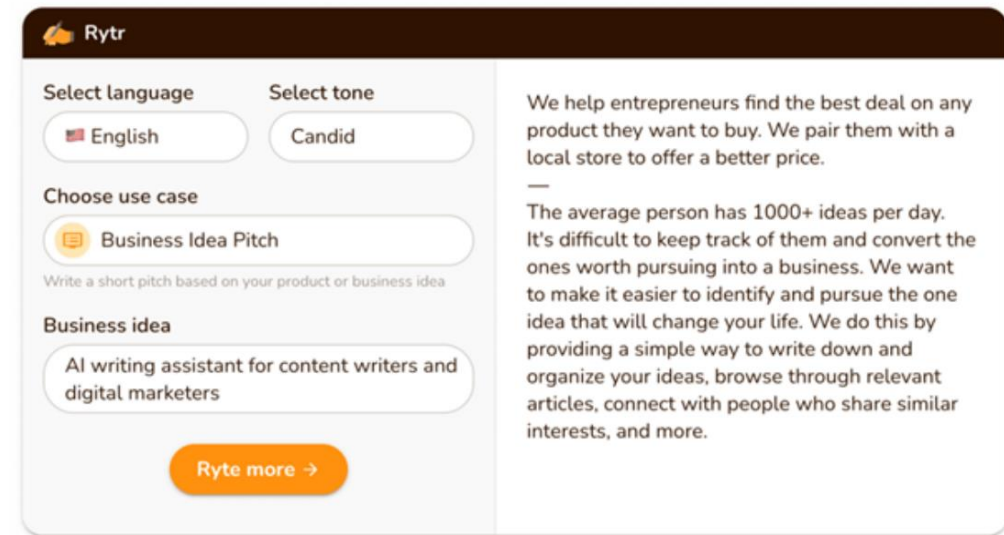 Rytr
Select language
Select tone
English
Candid
Choose use case
Business Idea Pitch
Write a short pitch based on your product or business idea
Business idea
AI writing assistant for content writers and
digital marketers
Ryte more →
We help entrepreneurs find the best deal on any
product they want to buy. We pair them with a
local store to offer a better price.
—
The average person has 1000+ ideas per day.
It's difficult to keep track of them and convert the
ones worth pursuing into a business. We want
to make it easier to identify and pursue the one
idea that will change your life. We do this by
providing a simple way to write down and
organize your ideas, browse through relevant
articles, connect with people who share similar
interests, and more.